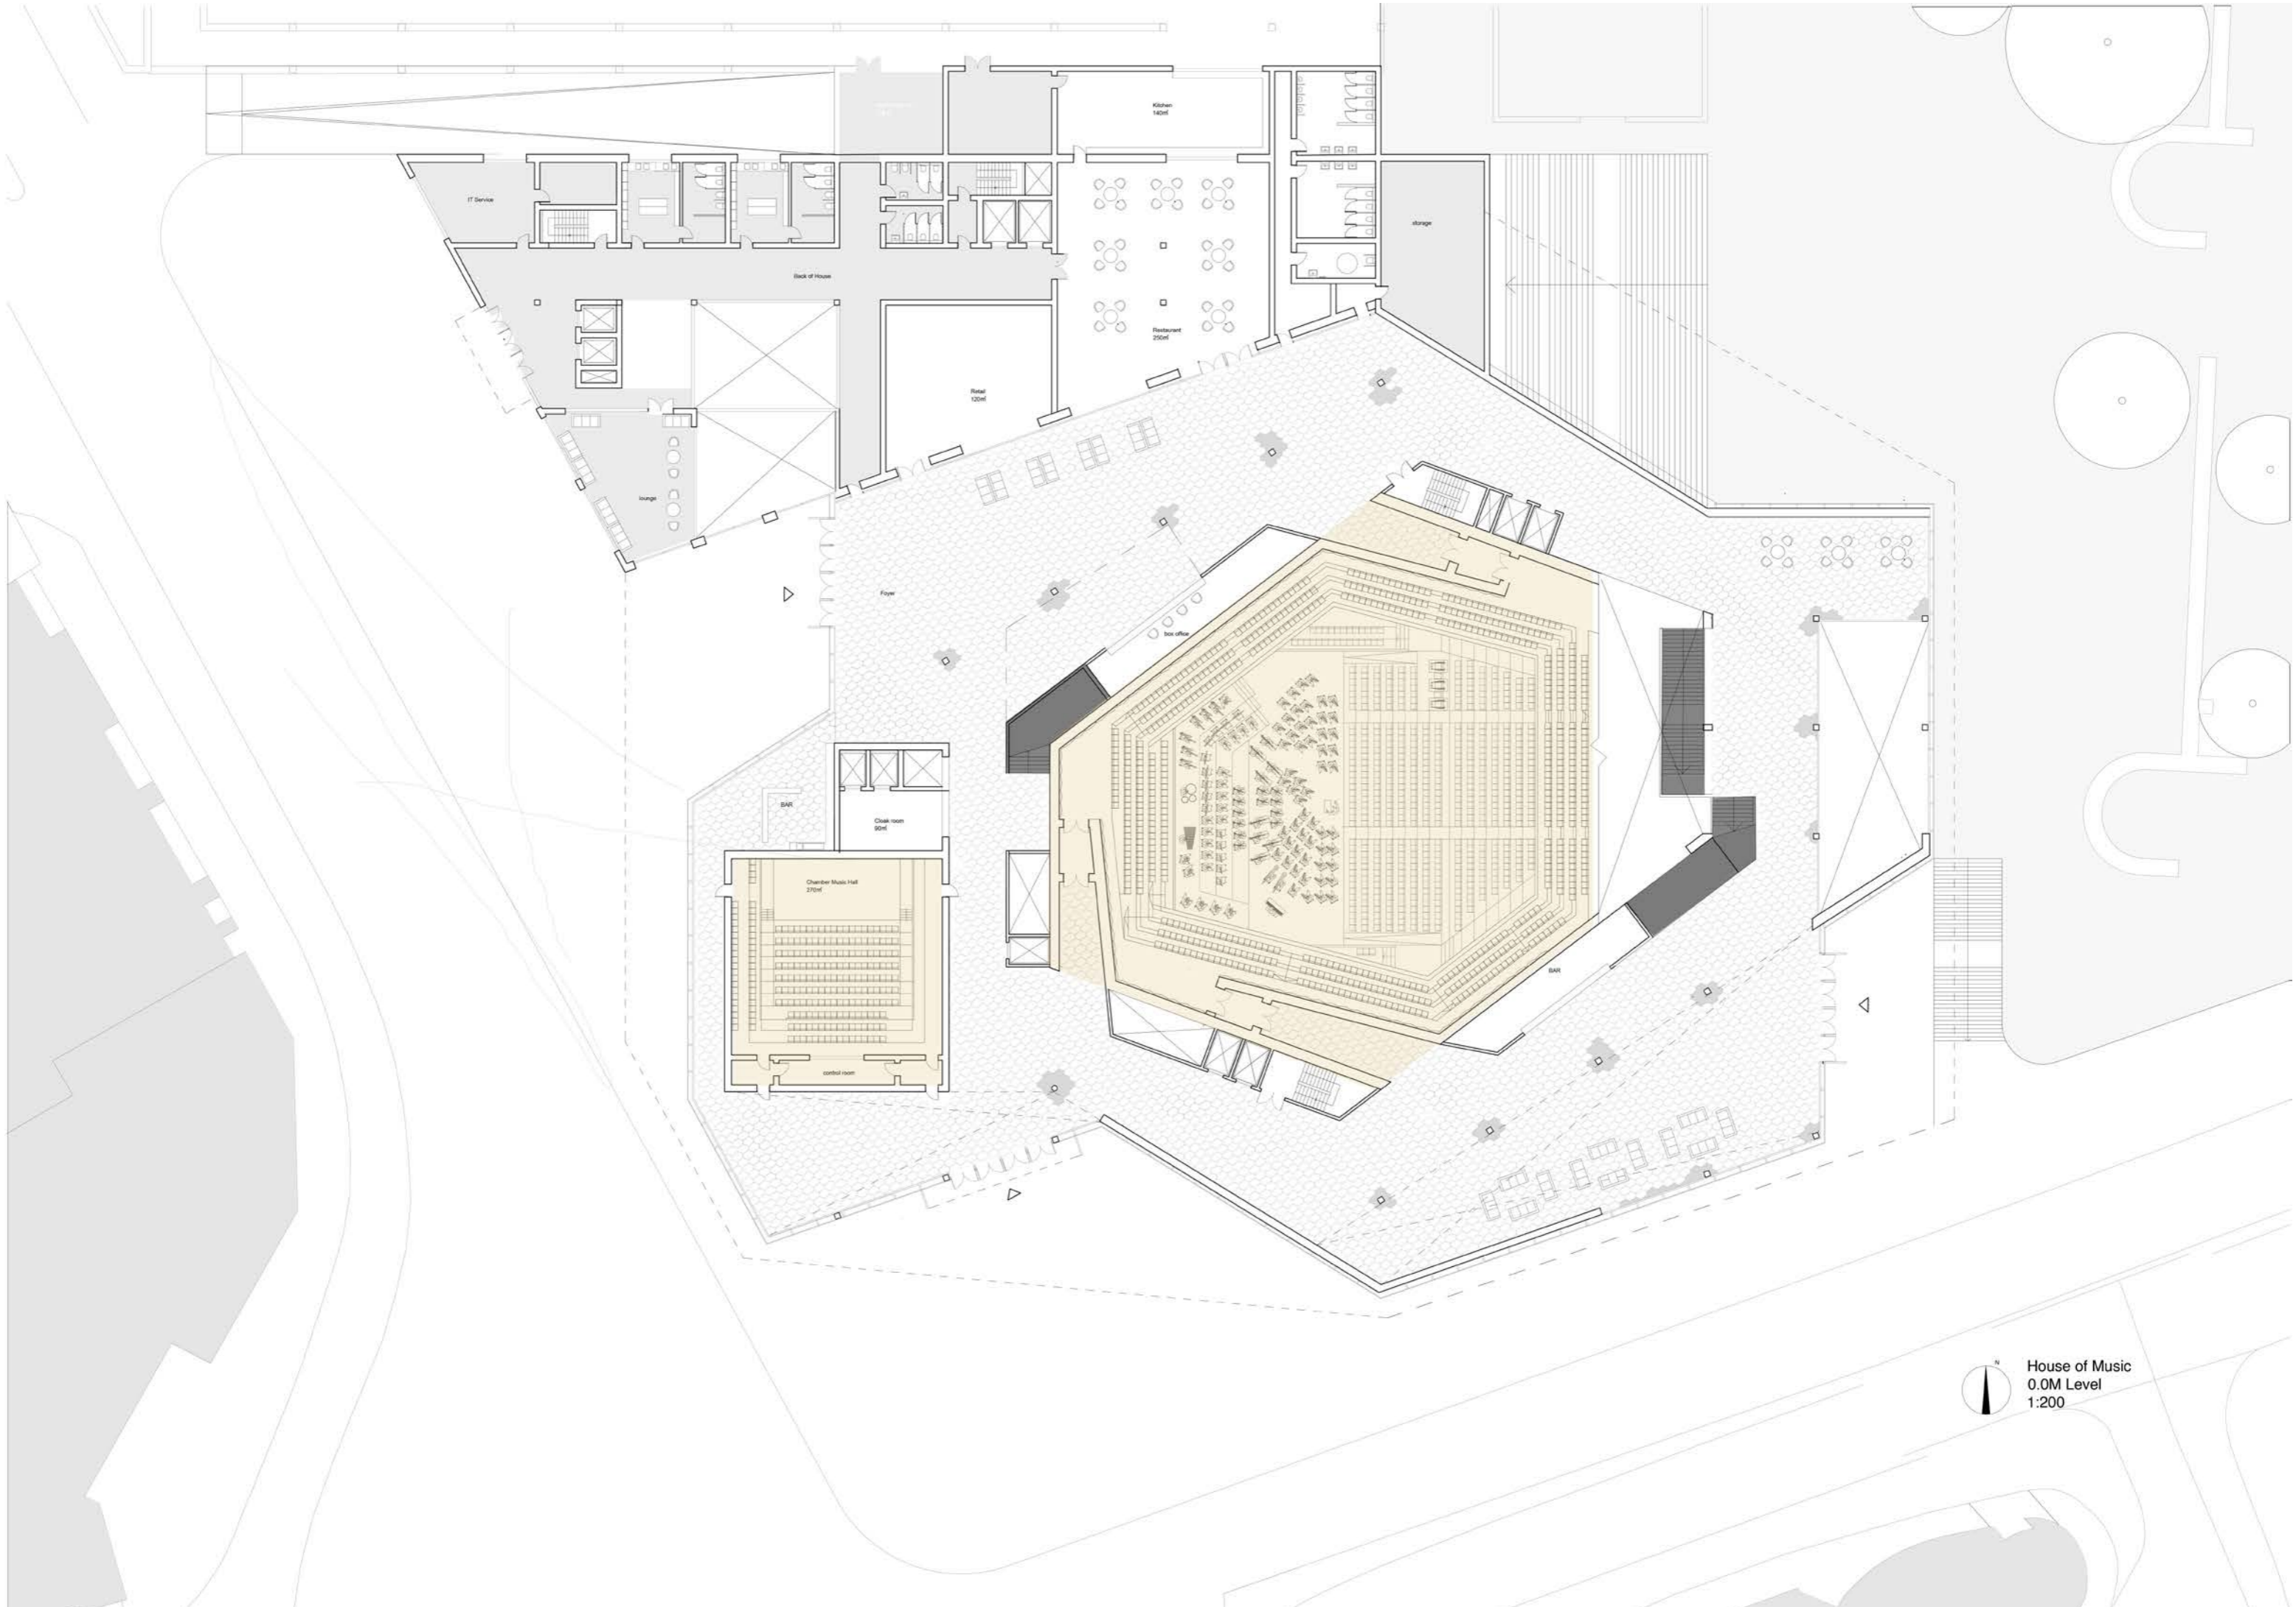 Kitchen
140m²
IT Service
storage
Back of House
Restaurant
250m²
Retail
120m²
lounge
Foyer
box office
BAR
Cloak room
90m²
Chamber Music Hall
270m²
BAR
control room
N
House of Music
0.0M Level
1:200